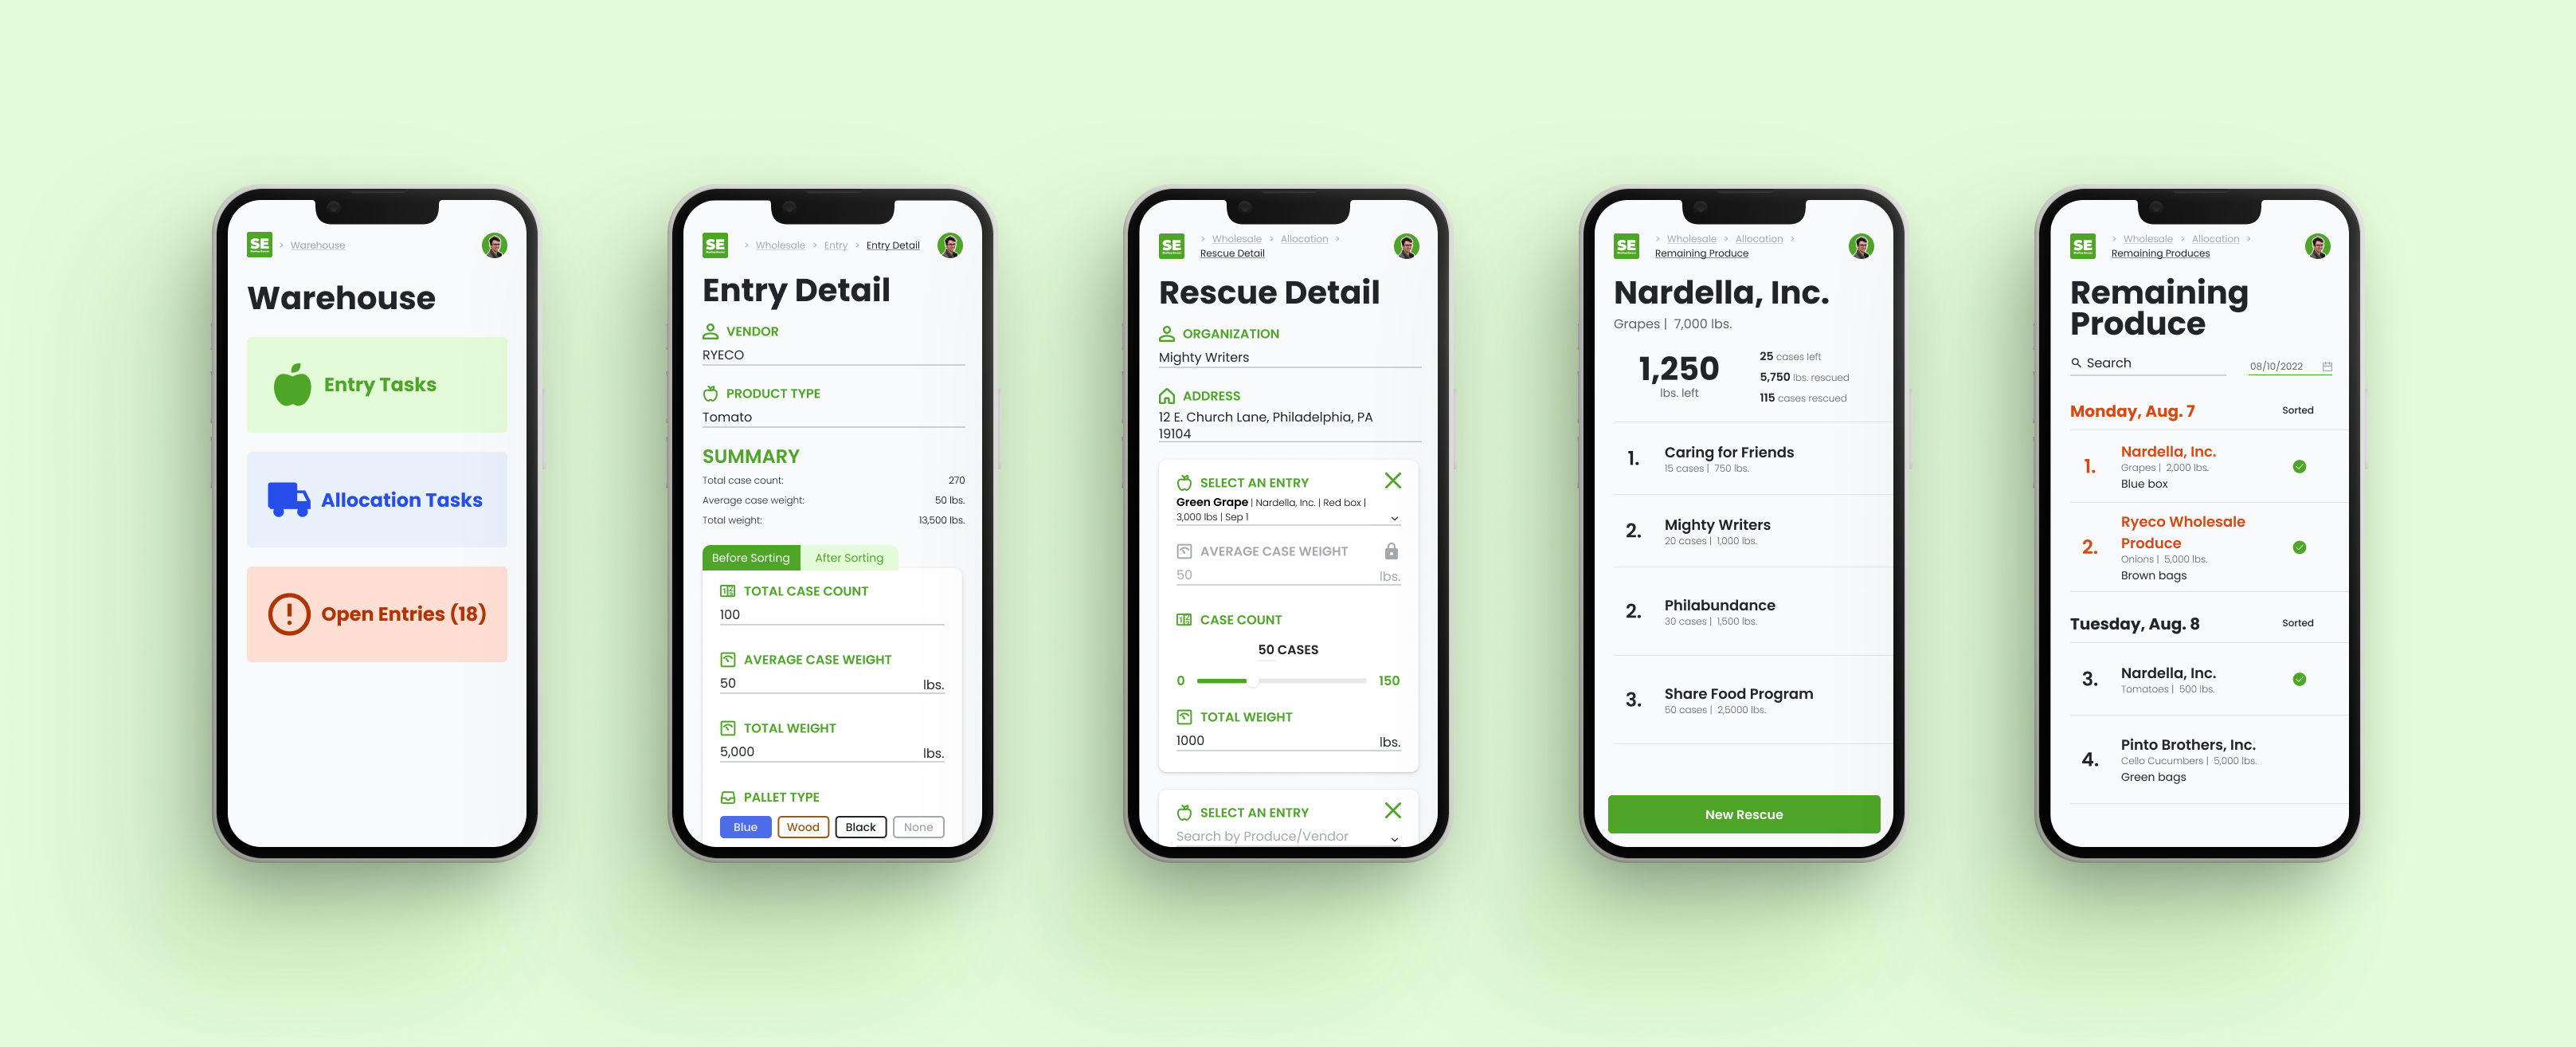 SE
> Warehouse
Warehouse
Entry Tasks
Allocation Tasks
Open Entries (18)
SE
> Wholesale > Entry > Entry Detail
Entry Detail
VENDOR
RYECO
PRODUCT TYPE
Tomato
SUMMARY
Total case count: 270
Average case weight: 50 lbs.
Total weight: 13,500 lbs.
Before Sorting After Sorting
TOTAL CASE COUNT
100
AVERAGE CASE WEIGHT
50 lbs.
TOTAL WEIGHT
5,000 lbs.
PALLET TYPE
Blue Wood Black None
SE
> Wholesale > Allocation >
Rescue Detail
Rescue Detail
ORGANIZATION
Mighty Writers
ADDRESS
12 E. Church Lane, Philadelphia, PA
19104
SELECT AN ENTRY
Green Grape | Nardella, Inc. | Red box |
3,000 lbs | Sep 1
AVERAGE CASE WEIGHT
50 lbs.
CASE COUNT
50 CASES
0 150
TOTAL WEIGHT
1000 lbs.
SELECT AN ENTRY
Search by Produce/Vendor
SE
> Wholesale > Allocation >
Remaining Produce
Nardella, Inc.
Grapes | 7,000 lbs.
1,250
lbs. left
25 cases left
5,750 lbs. rescued
115 cases rescued
1. Caring for Friends
15 cases | 750 lbs.
2. Mighty Writers
20 cases | 1,000 lbs.
2. Philabundance
30 cases | 1,500 lbs.
3. Share Food Program
50 cases | 2,5000 lbs.
New Rescue
SE
> Wholesale > Allocation >
Remaining Produces
Remaining
Produce
Search 08/10/2022
Monday, Aug. 7 Sorted
1. Nardella, Inc.
Grapes | 2,000 lbs.
Blue box
2. Ryeco Wholesale
Produce
Onions | 5,000 lbs.
Brown bags
Tuesday, Aug. 8 Sorted
3. Nardella, Inc.
Tomatoes | 500 lbs.
4. Pinto Brothers, Inc.
Cello Cucumbers | 5,000 lbs.
Green bags